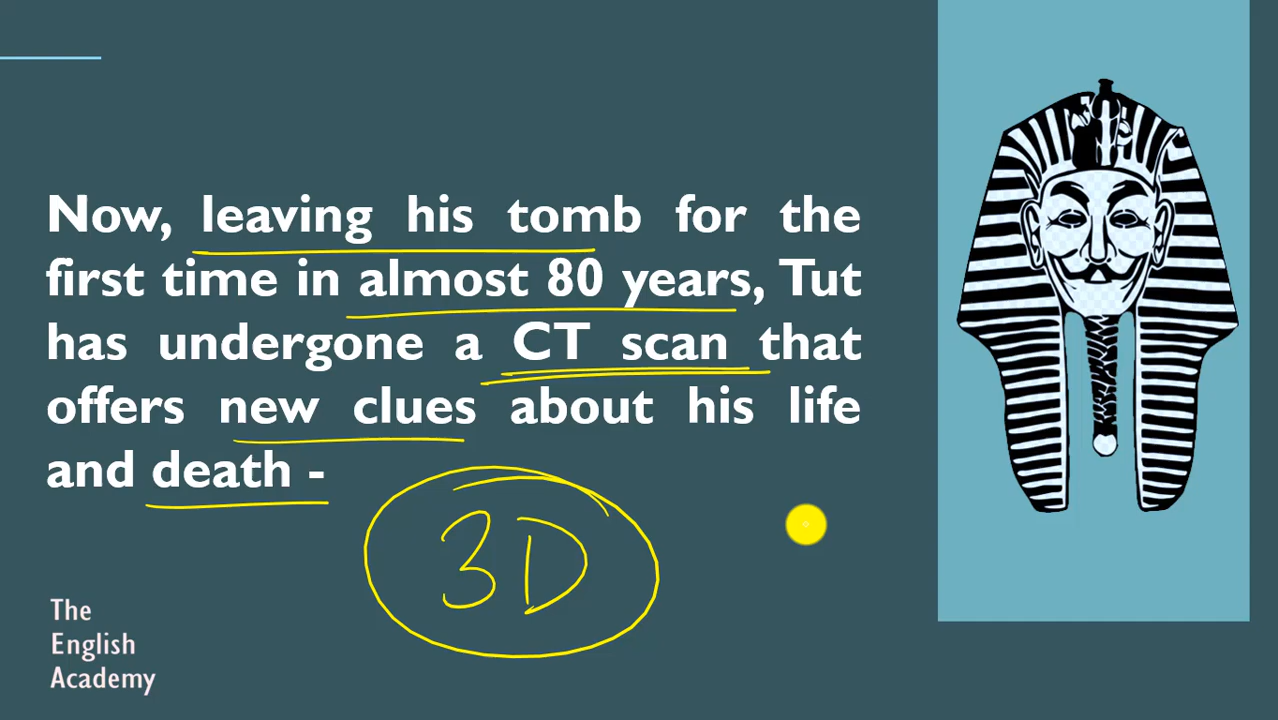 Now, leaving his tomb for the
first time in almost 80 years, Tut
has undergone a CT scan that
offers new clues about his life
and death -
3D
The
English
Academy